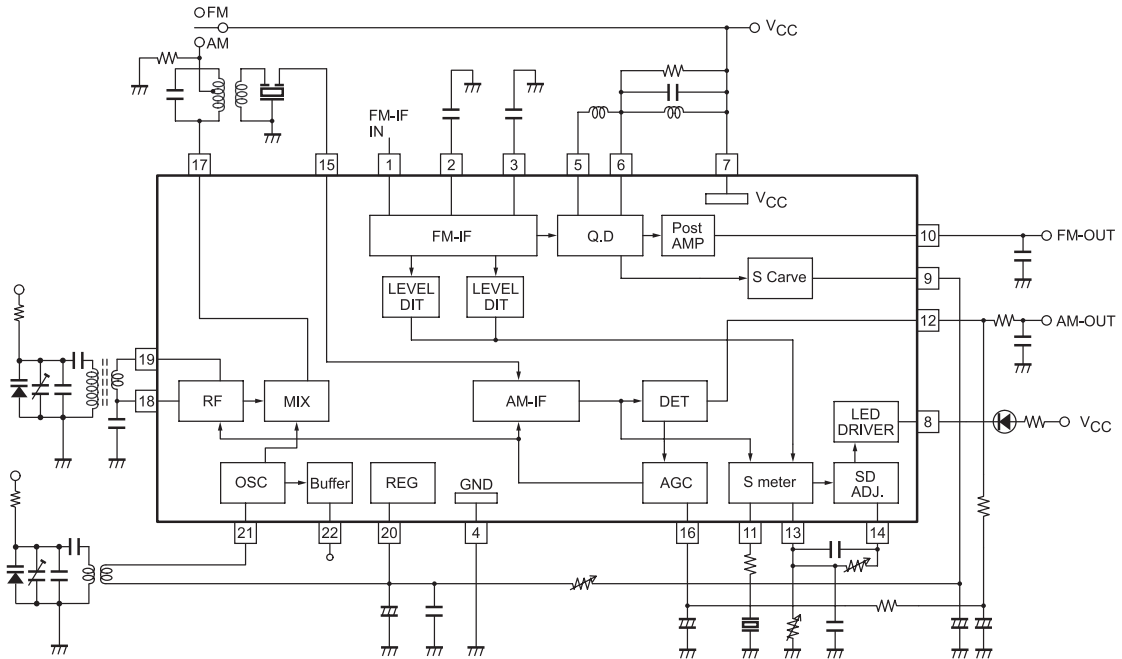 FM
AM
VCC
FM-IF
IN
17
15
1
2
3
5
6
7
VCC
FM-IF
Q.D
Post
AMP
10
FM-OUT
LEVEL
DIT
LEVEL
DIT
S Carve
9
12
AM-OUT
19
18
RF
MIX
AM-IF
DET
LED
DRIVER
8
VCC
OSC
Buffer
REG
GND
AGC
S meter
SD
ADJ.
21
22
20
4
16
11
13
14